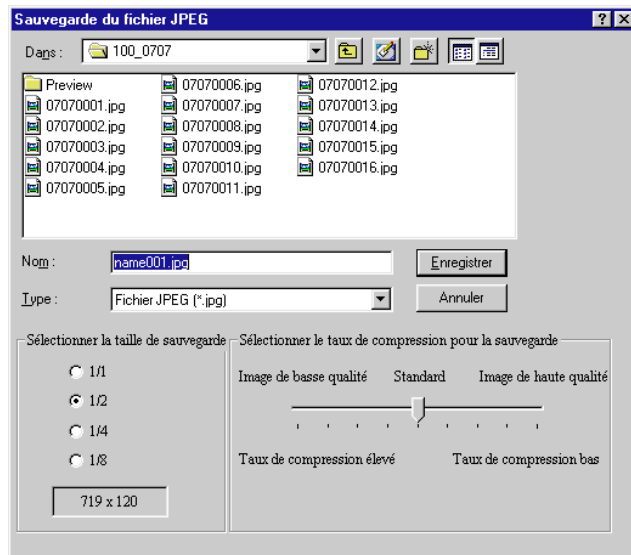 Sauvegarde du fichier JPEG
Dans : 100_0707
Preview 07070006.jpg 07070012.jpg
07070001.jpg 07070007.jpg 07070013.jpg
07070002.jpg 07070008.jpg 07070014.jpg
07070003.jpg 07070009.jpg 07070015.jpg
07070004.jpg 07070010.jpg 07070016.jpg
07070005.jpg 07070011.jpg
Nom : name001.jpg Enregistrer
Type : Fichier JPEG (*.jpg) Annuler
Sélectionner la taille de sauvegarde Sélectionner le taux de compression pour la sauvegarde
1/1
1/2
1/4
1/8
719 x 120
Image de basse qualité Standard Image de haute qualité
Taux de compression élevé Taux de compression bas